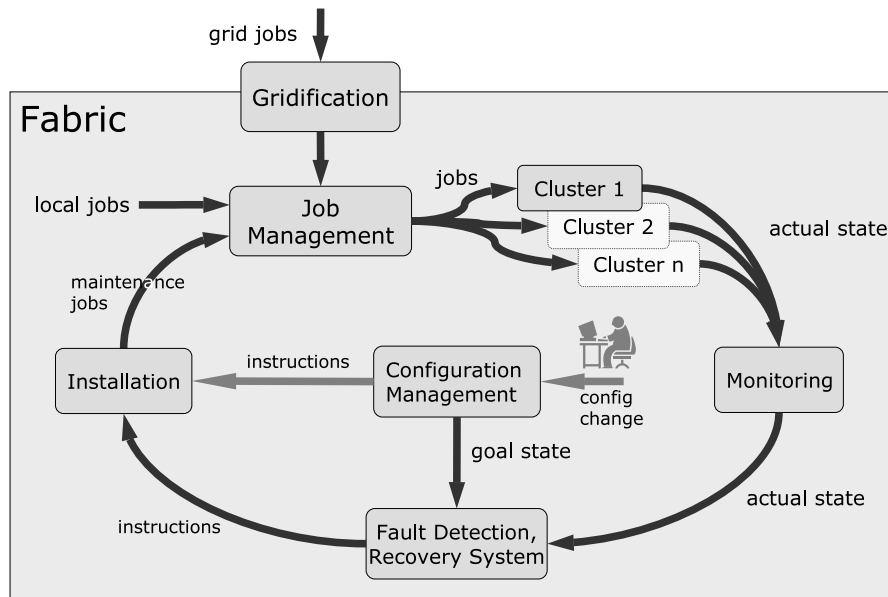 grid jobs
Gridification
Fabric
local jobs
Job
Management
jobs
Cluster 1
Cluster 2
Cluster n
actual state
maintenance
jobs
Installation
instructions
Configuration
Management
config
change
Monitoring
goal state
actual state
instructions
Fault Detection,
Recovery System